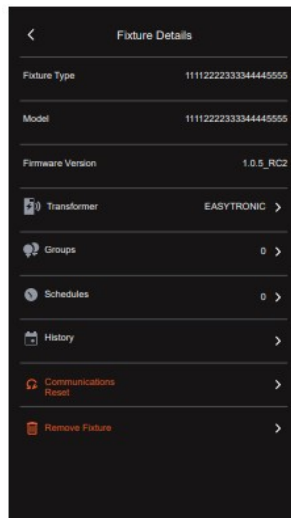 Fixture Details
Fixture Type 11112222333344445555
Model 11112222333344445555
Firmware Version 1.0.5_RC2
Transformer EASYTRONIC
Groups 0
Schedules 0
History
Communications
Reset
Remove Fixture